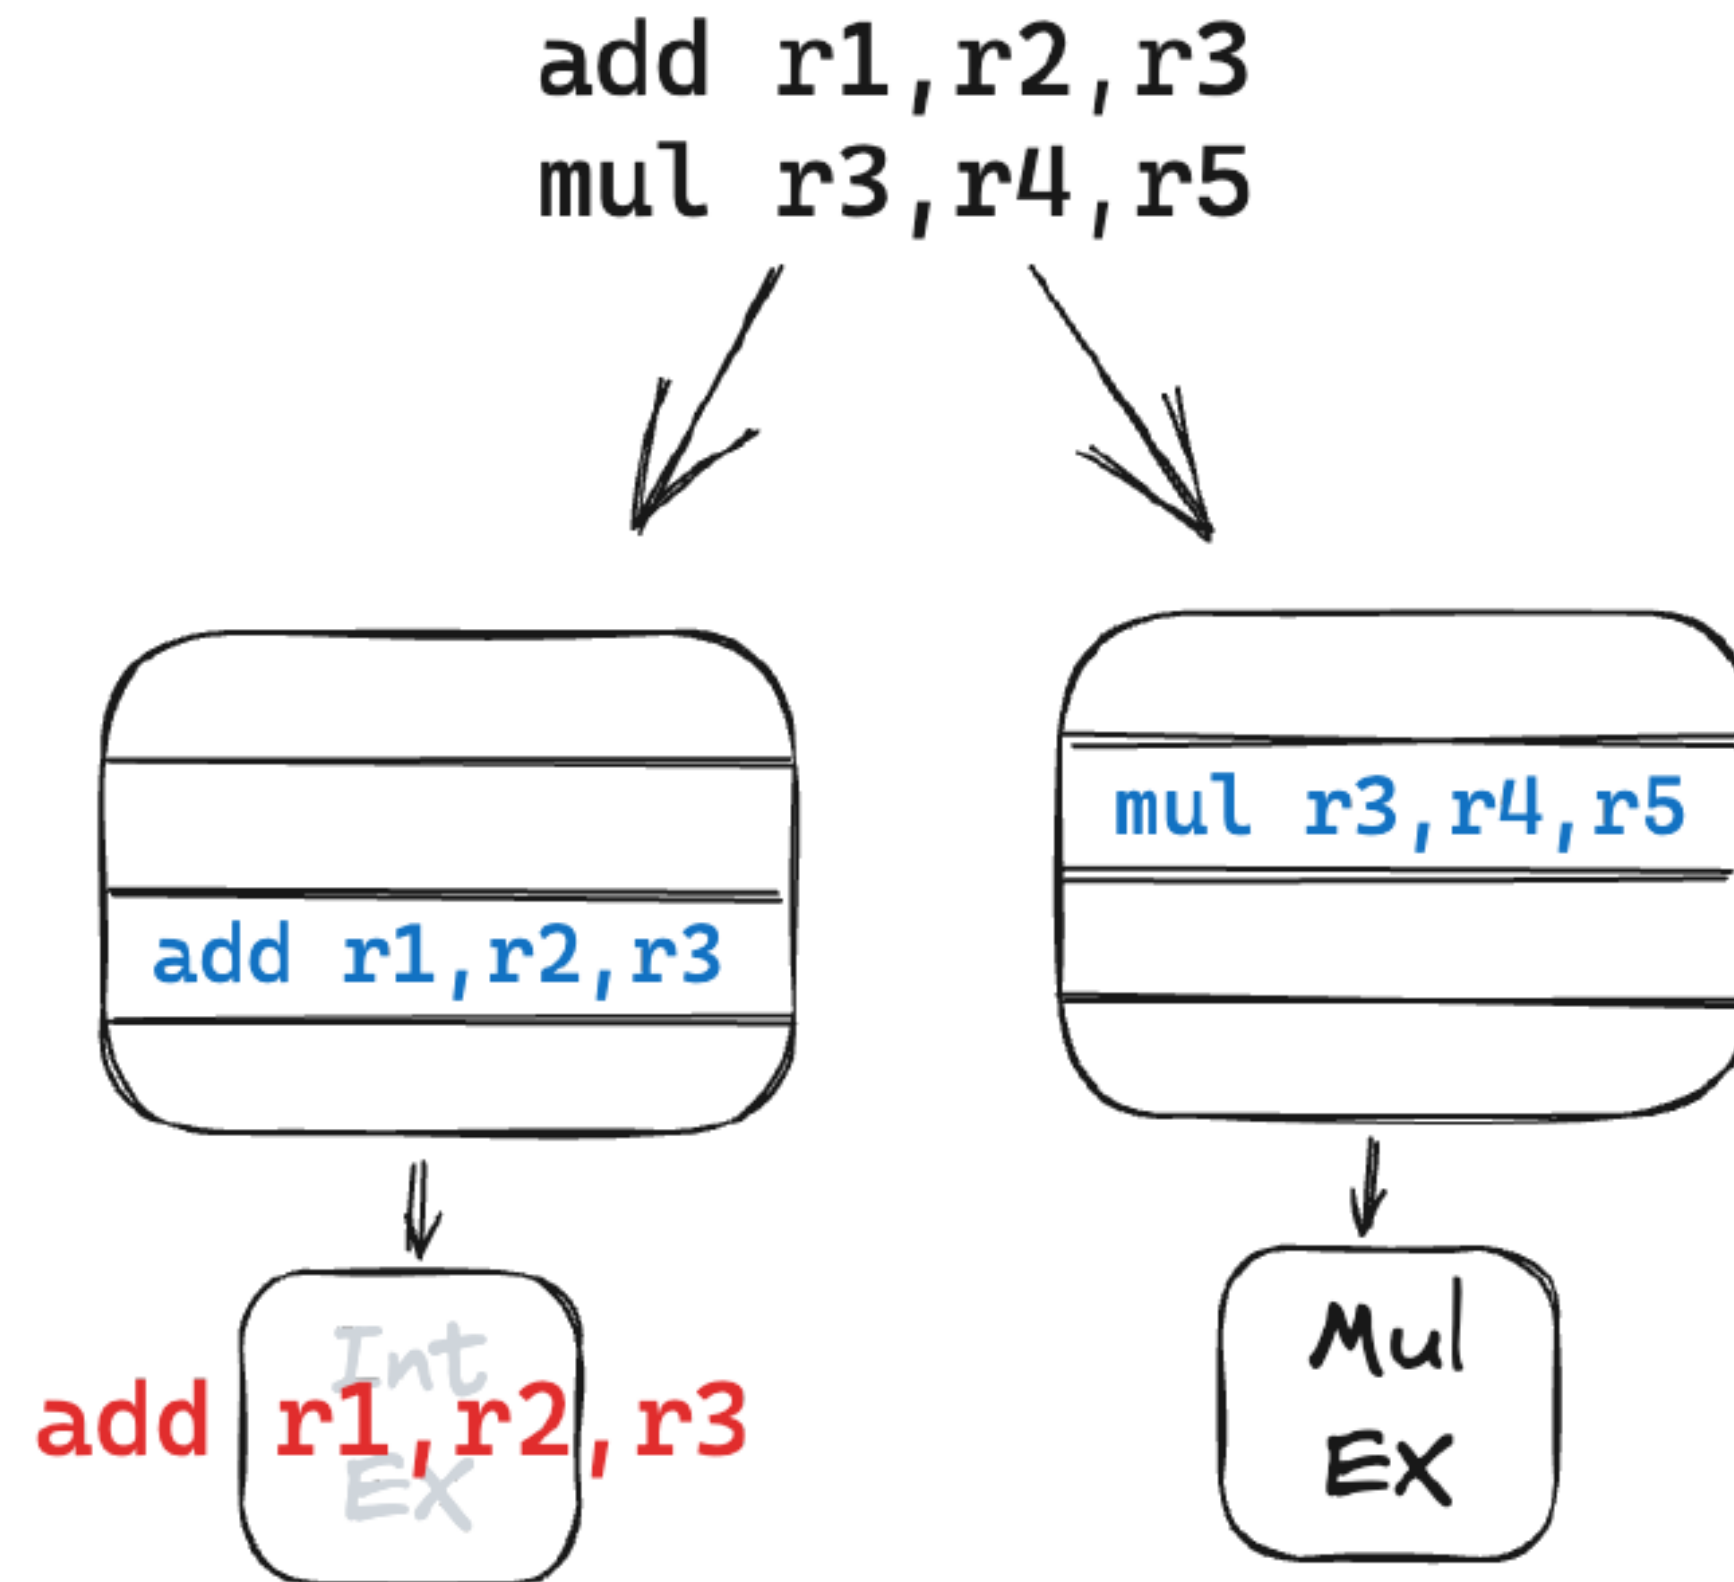 add r1,r2,r3
mul r3,r4,r5
mul r3,r4,r5
add r1,r2,r3
Int
add r1,r2,r3
EX
Mul
EX